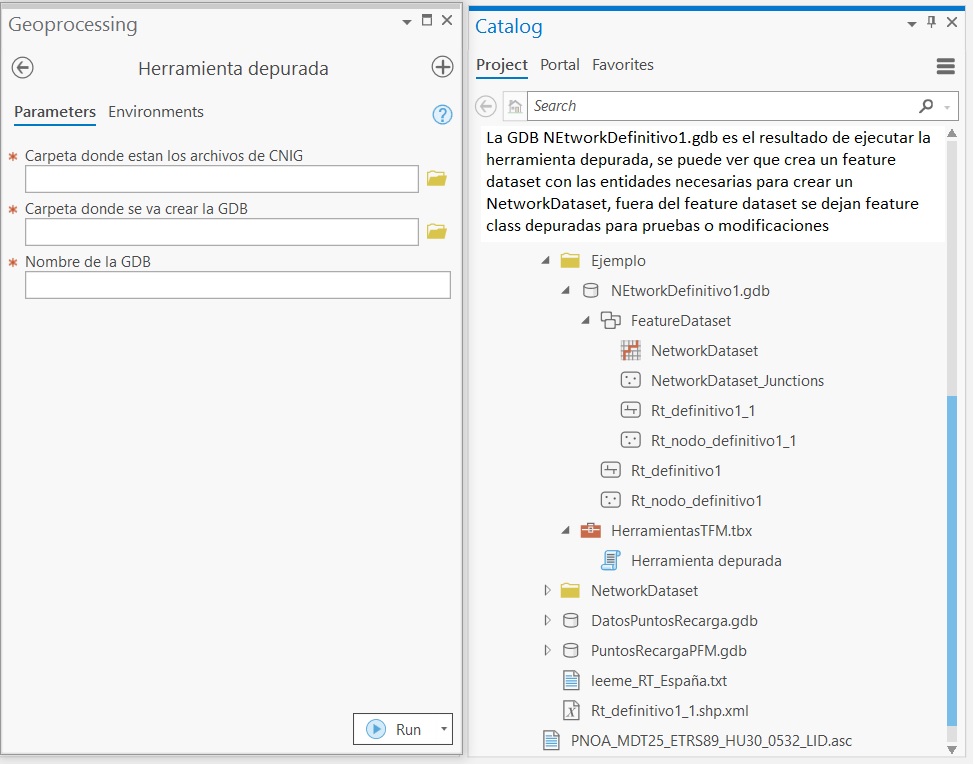 Geoprocessing
Herramienta depurada
Parameters Environments
* Carpeta donde estan los archivos de CNIG
* Carpeta donde se va crear la GDB
* Nombre de la GDB
Run
Catalog
Project Portal Favorites
Search
La GDB NEtworkDefinitivo1.gdb es el resultado de ejecutar la
herramienta depurada, se puede ver que crea un feature
dataset con las entidades necesarias para crear un
NetworkDataset, fuera del feature dataset se dejan feature
class depuradas para pruebas o modificaciones
Ejemplo
NEtworkDefinitivo1.gdb
FeatureDataset
NetworkDataset
NetworkDataset_Junctions
Rt_definitivo1_1
Rt_nodo_definitivo1_1
Rt_definitivo1
Rt_nodo_definitivo1
HerramientasTFM.tbx
Herramienta depurada
NetworkDataset
DatosPuntosRecarga.gdb
PuntosRecargaPFM.gdb
leeme_RT_España.txt
Rt_definitivo1_1.shp.xml
PNOA_MDT25_ETRS89_HU30_0532_LID.asc